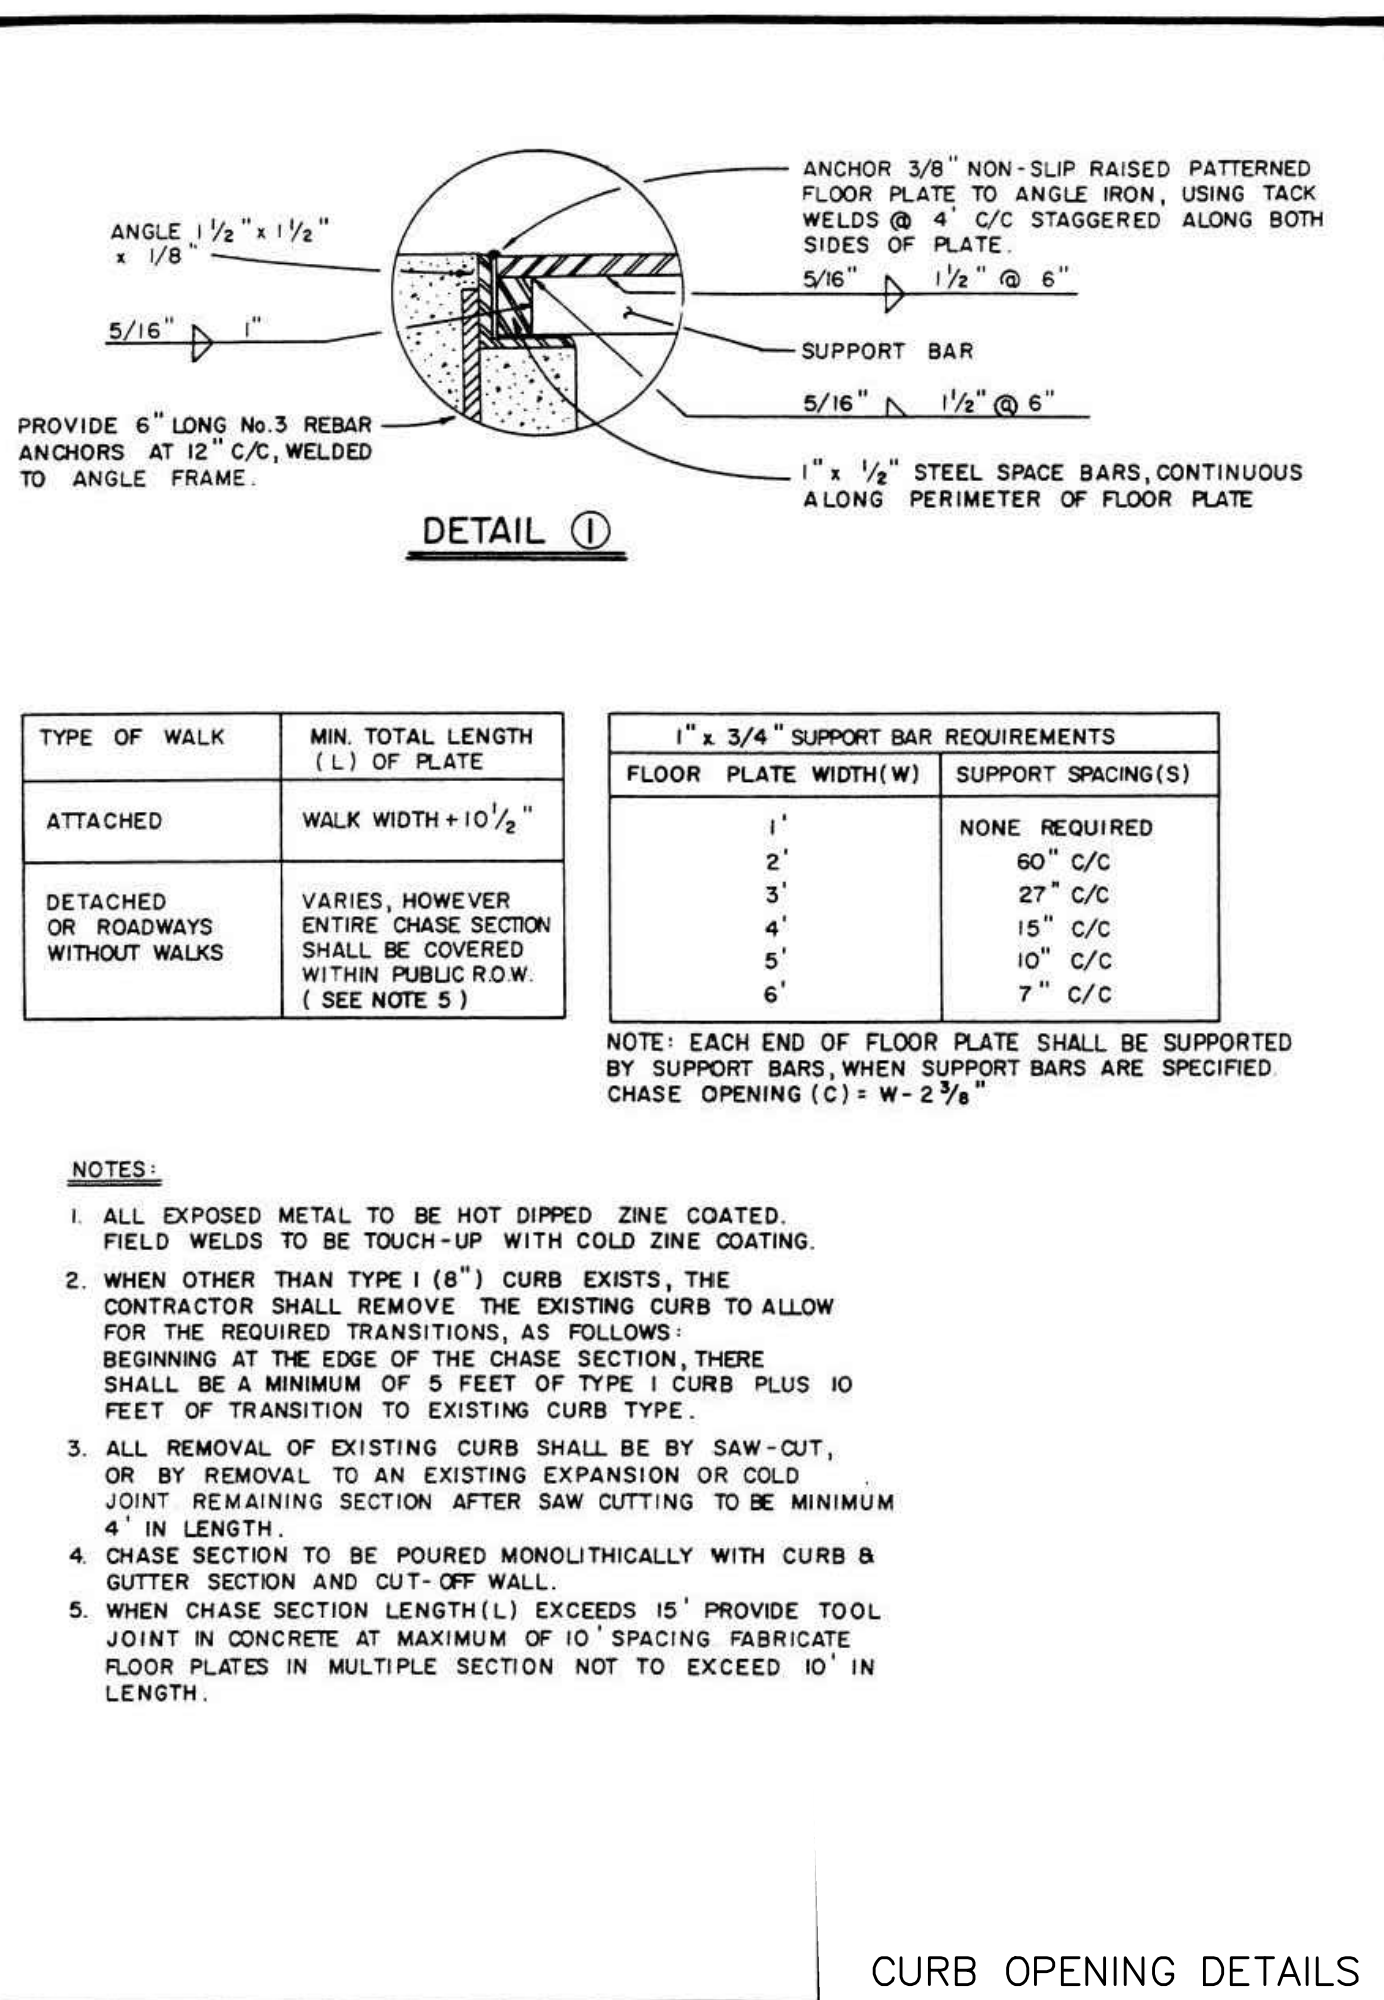 ANCHOR 3/8" NON-SLIP RAISED PATTERNED
FLOOR PLATE TO ANGLE IRON, USING TACK
WELDS @ 4' C/C STAGGERED ALONG BOTH
SIDES OF PLATE.
ANGLE 1 1/2" x 1 1/2"
x 1/8"
5/16" 1 1/2" @ 6"
5/16" 1"
SUPPORT BAR
5/16" 1 1/2" @ 6"
PROVIDE 6" LONG No.3 REBAR
ANCHORS AT 12" C/C, WELDED
TO ANGLE FRAME.
1" x 1/2" STEEL SPACE BARS, CONTINUOUS
ALONG PERIMETER OF FLOOR PLATE
DETAIL 1
TYPE OF WALK
MIN. TOTAL LENGTH
(L) OF PLATE
ATTACHED
WALK WIDTH + 10 1/2"
DETACHED
OR ROADWAYS
WITHOUT WALKS
VARIES, HOWEVER
ENTIRE CHASE SECTION
SHALL BE COVERED
WITHIN PUBLIC R.O.W.
( SEE NOTE 5 )
1" x 3/4" SUPPORT BAR REQUIREMENTS
FLOOR PLATE WIDTH(W) SUPPORT SPACING(S)
1' NONE REQUIRED
2' 60" C/C
3' 27" C/C
4' 15" C/C
5' 10" C/C
6' 7" C/C
NOTE: EACH END OF FLOOR PLATE SHALL BE SUPPORTED
BY SUPPORT BARS, WHEN SUPPORT BARS ARE SPECIFIED.
CHASE OPENING (C) = W - 2 3/8"
NOTES:
1. ALL EXPOSED METAL TO BE HOT DIPPED ZINE COATED.
FIELD WELDS TO BE TOUCH-UP WITH COLD ZINE COATING.
2. WHEN OTHER THAN TYPE I (8") CURB EXISTS, THE
CONTRACTOR SHALL REMOVE THE EXISTING CURB TO ALLOW
FOR THE REQUIRED TRANSITIONS, AS FOLLOWS:
BEGINNING AT THE EDGE OF THE CHASE SECTION, THERE
SHALL BE A MINIMUM OF 5 FEET OF TYPE I CURB PLUS 10
FEET OF TRANSITION TO EXISTING CURB TYPE.
3. ALL REMOVAL OF EXISTING CURB SHALL BE BY SAW-CUT,
OR BY REMOVAL TO AN EXISTING EXPANSION OR COLD
JOINT. REMAINING SECTION AFTER SAW CUTTING TO BE MINIMUM
4' IN LENGTH.
4. CHASE SECTION TO BE POURED MONOLITHICALLY WITH CURB &
GUTTER SECTION AND CUT-OFF WALL.
5. WHEN CHASE SECTION LENGTH(L) EXCEEDS 15' PROVIDE TOOL
JOINT IN CONCRETE AT MAXIMUM OF 10' SPACING FABRICATE
FLOOR PLATES IN MULTIPLE SECTION NOT TO EXCEED 10' IN
LENGTH.
CURB OPENING DETAILS